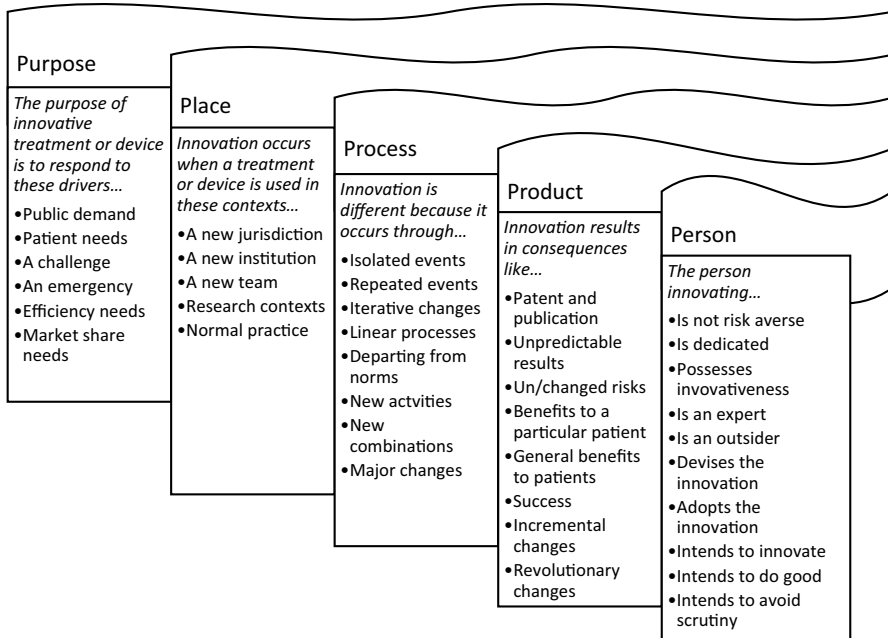 Purpose
The purpose of
innovative
treatment or device
is to respond to
these drivers...
•Public demand
•Patient needs
•A challenge
•An emergency
•Efficiency needs
•Market share
needs
Place
Innovation occurs
when a treatment
or device is used in
these contexts...
•A new jurisdiction
•A new institution
•A new team
•Research contexts
•Normal practice
Process
Innovation is
different because it
occurs through...
•Isolated events
•Repeated events
•Iterative changes
•Linear processes
•Departing from
norms
•New actvities
•New
combinations
•Major changes
Product
Innovation results
in consequences
like...
•Patent and
publication
•Unpredictable
results
•Un/changed risks
•Benefits to a
particular patient
•General benefits
to patients
•Success
•Incremental
changes
•Revolutionary
changes
Person
The person
innovating...
•Is not risk averse
•Is dedicated
•Possesses
invovativeness
•Is an expert
•Is an outsider
•Devises the
innovation
•Adopts the
innovation
•Intends to innovate
•Intends to do good
•Intends to avoid
scrutiny